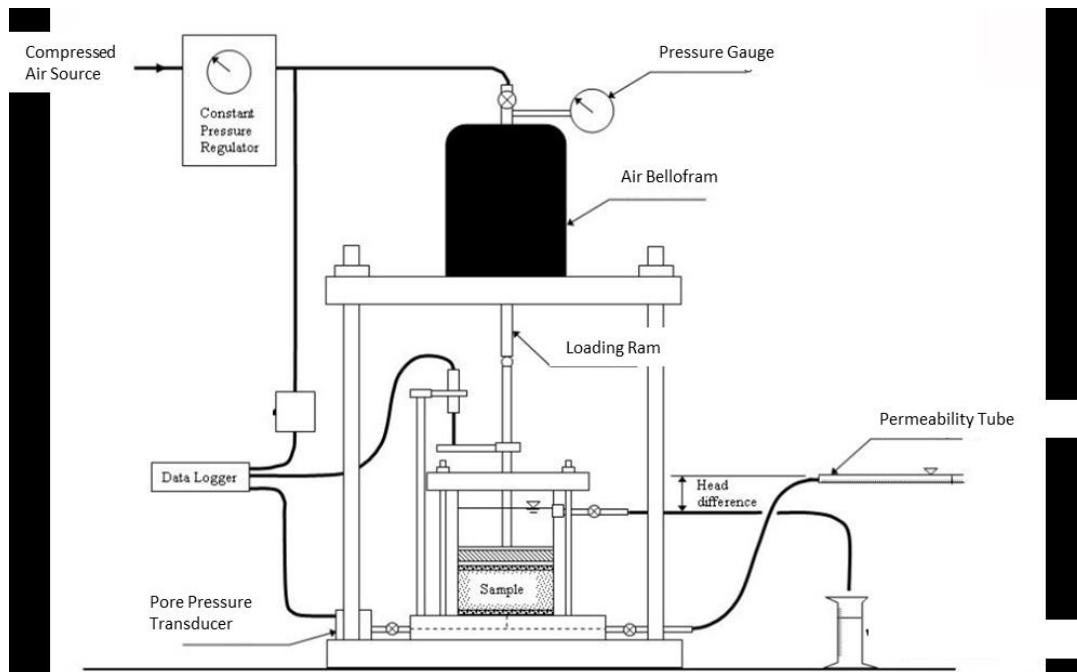 Compressed
Air Source
Constant
Pressure
Regulator
Pressure Gauge
Air Bellofram
Loading Ram
Permeability Tube
Data Logger
Head
difference
Sample
Pore Pressure
Transducer